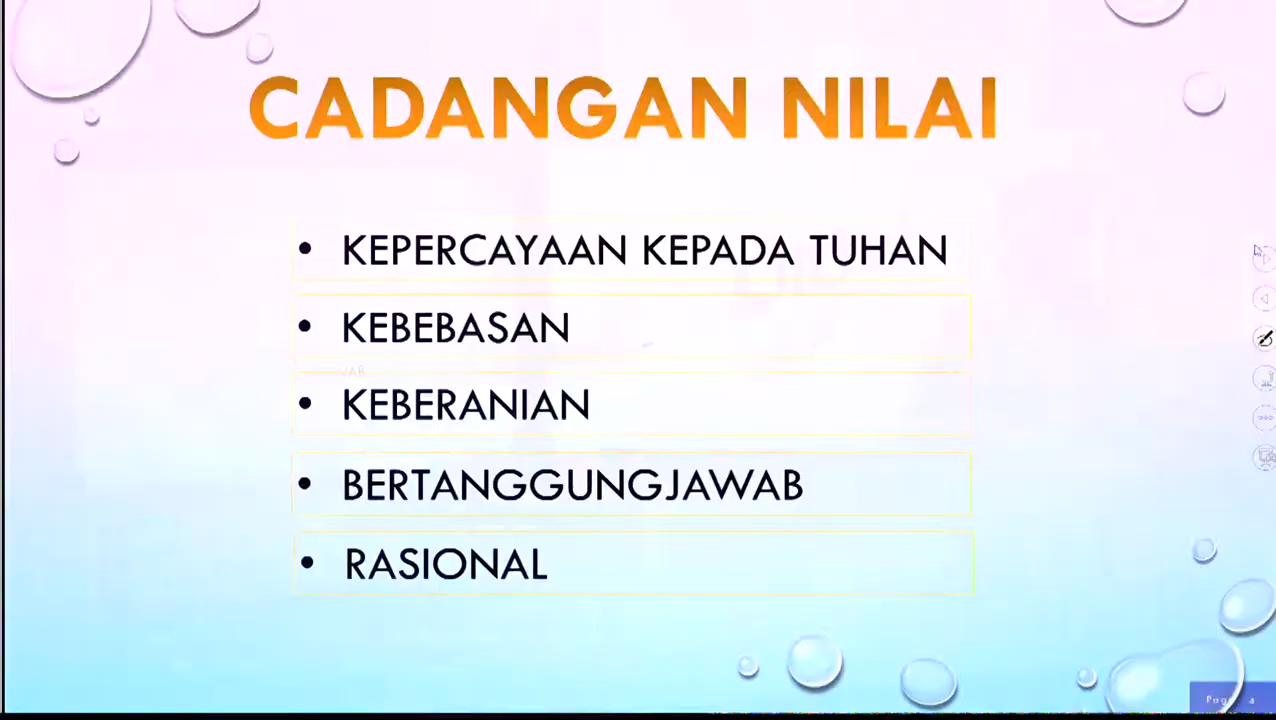 CADANGAN NILAI
• KEPERCAYAAN KEPADA TUHAN
• KEBEBASAN
• KEBERANIAN
• BERTANGGUNGJAWAB
• RASIONAL